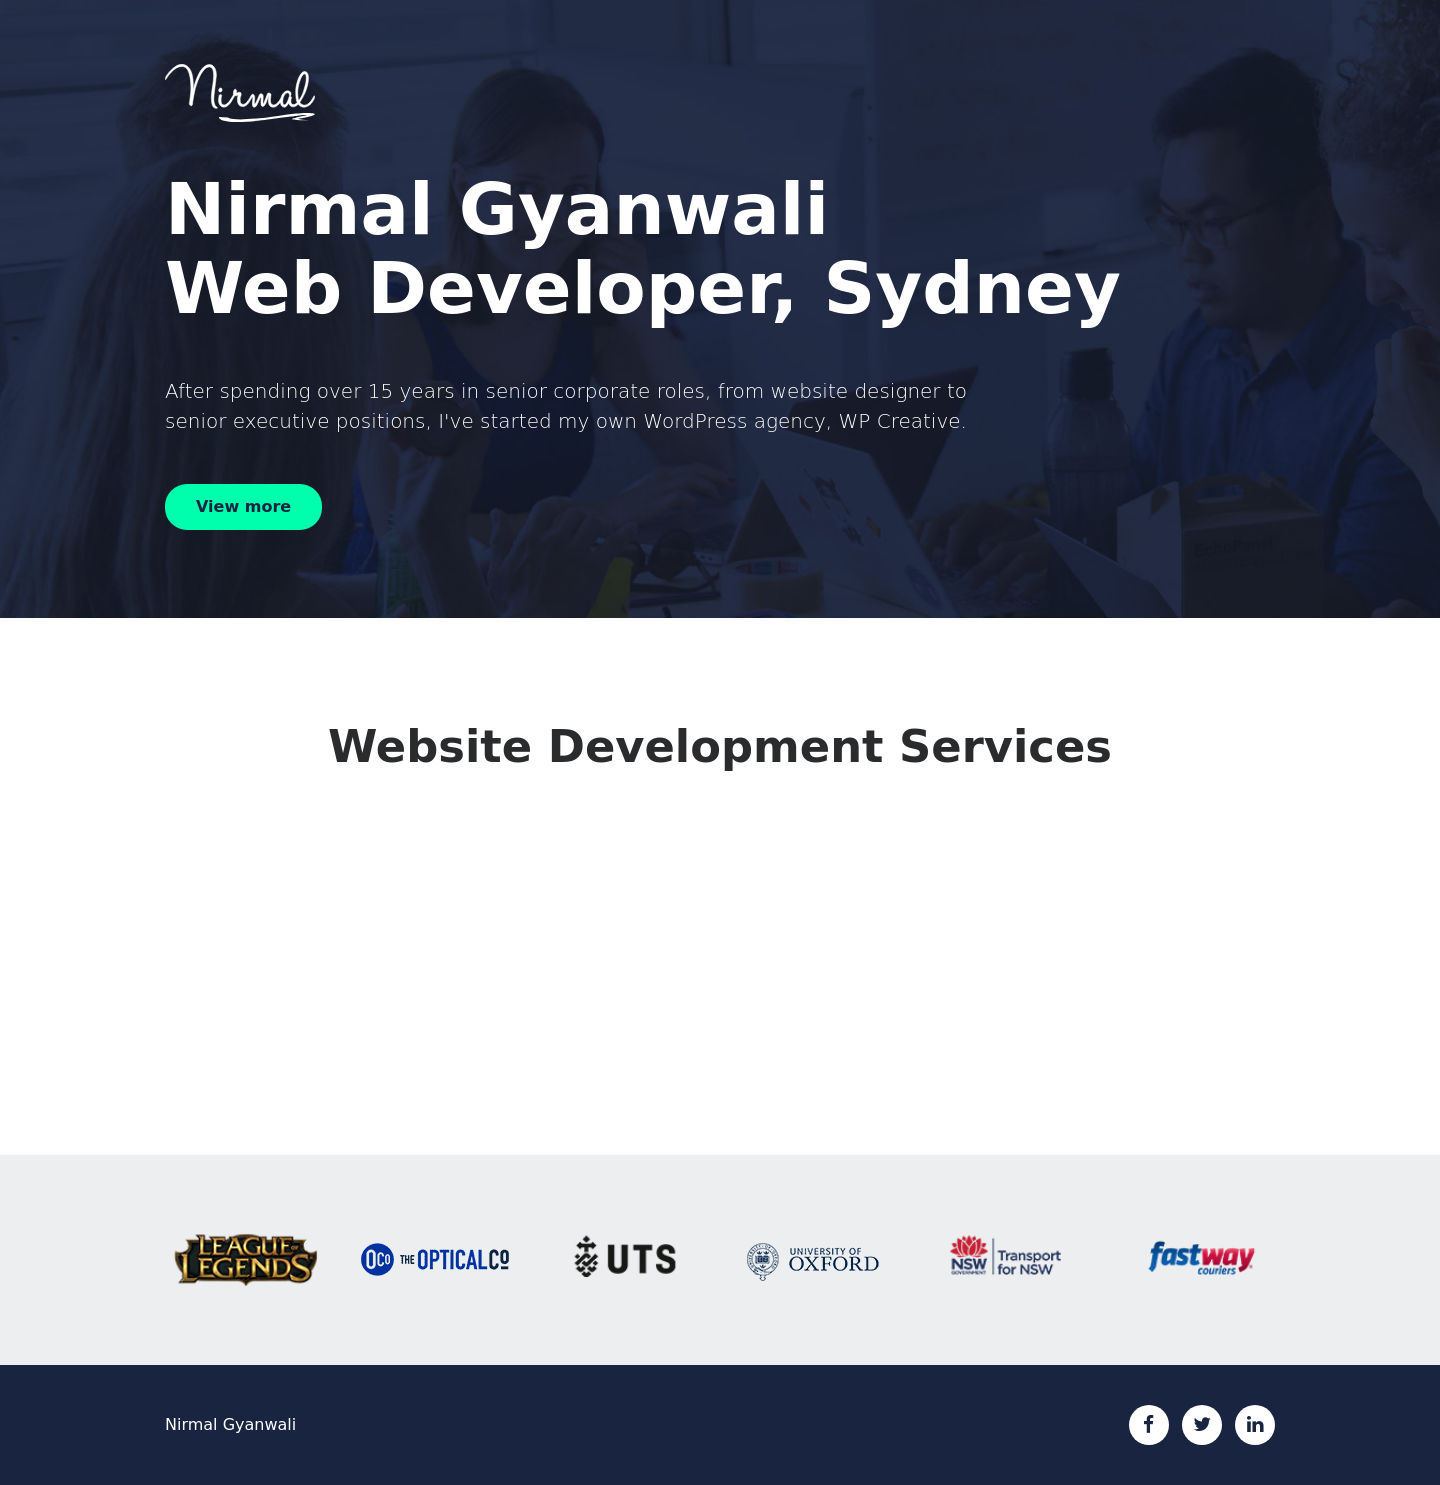 Nirmal
Nirmal Gyanwali
Web Developer, Sydney
After spending over 15 years in senior corporate roles, from website designer to
senior executive positions, I've started my own WordPress agency, WP Creative.
View more
Website Development Services
LEAGUE OF LEGENDS
OCo THE OPTICAL CO
UTS
UNIVERSITY OF
OXFORD
NSW
GOVERNMENT
Transport
for NSW
fastway
couriers
Nirmal Gyanwali